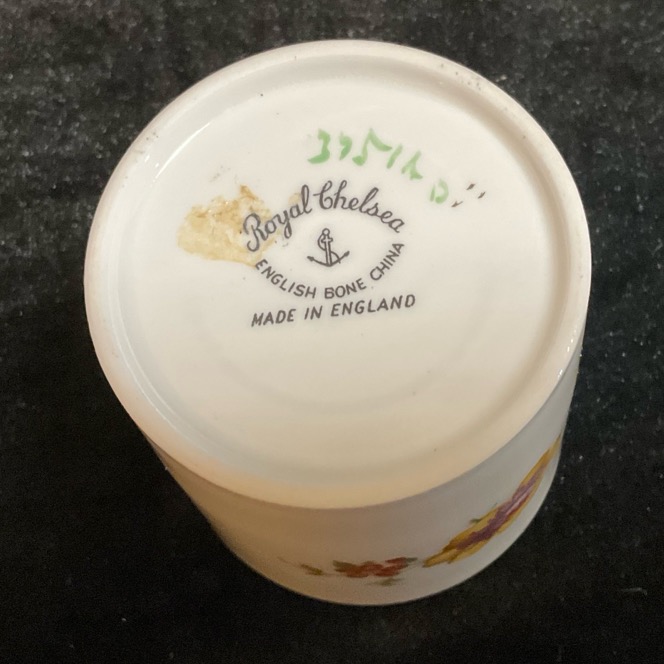 Royal Chelsea
ENGLISH BONE CHINA
MADE IN ENGLAND